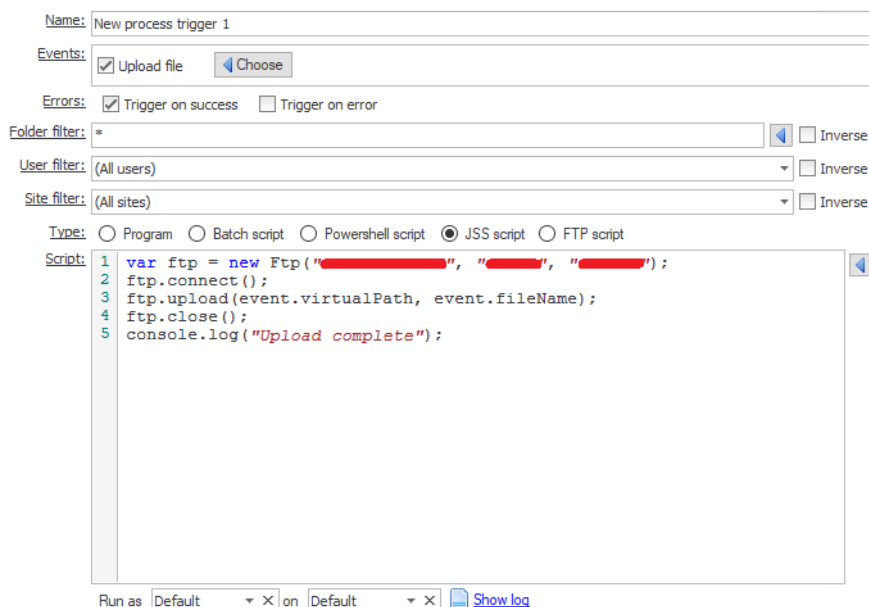 Name: New process trigger 1
Events: Upload file Choose
Errors: Trigger on success Trigger on error
Folder filter: * Inverse
User filter: (All users) Inverse
Site filter: (All sites) Inverse
Type: Program Batch script Powershell script JSS script FTP script
Script: 1 var ftp = new Ftp("", "", "");
2 ftp.connect();
3 ftp.upload(event.virtualPath, event.fileName);
4 ftp.close();
5 console.log("Upload complete");
Run as Default on Default Show log